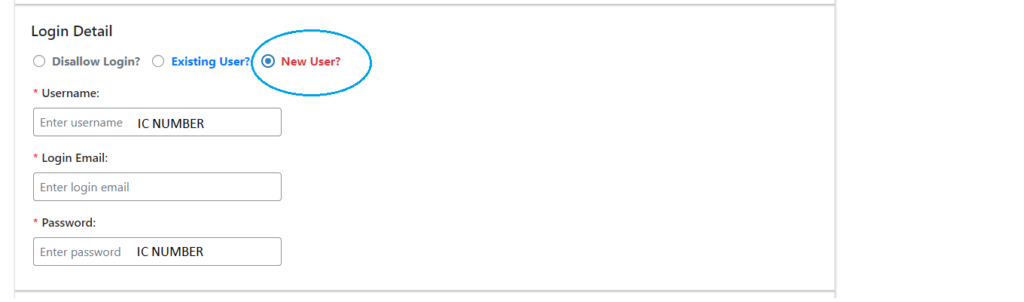 Login Detail
Disallow Login? Existing User? New User?
* Username:
Enter username IC NUMBER
* Login Email:
Enter login email
* Password:
Enter password IC NUMBER